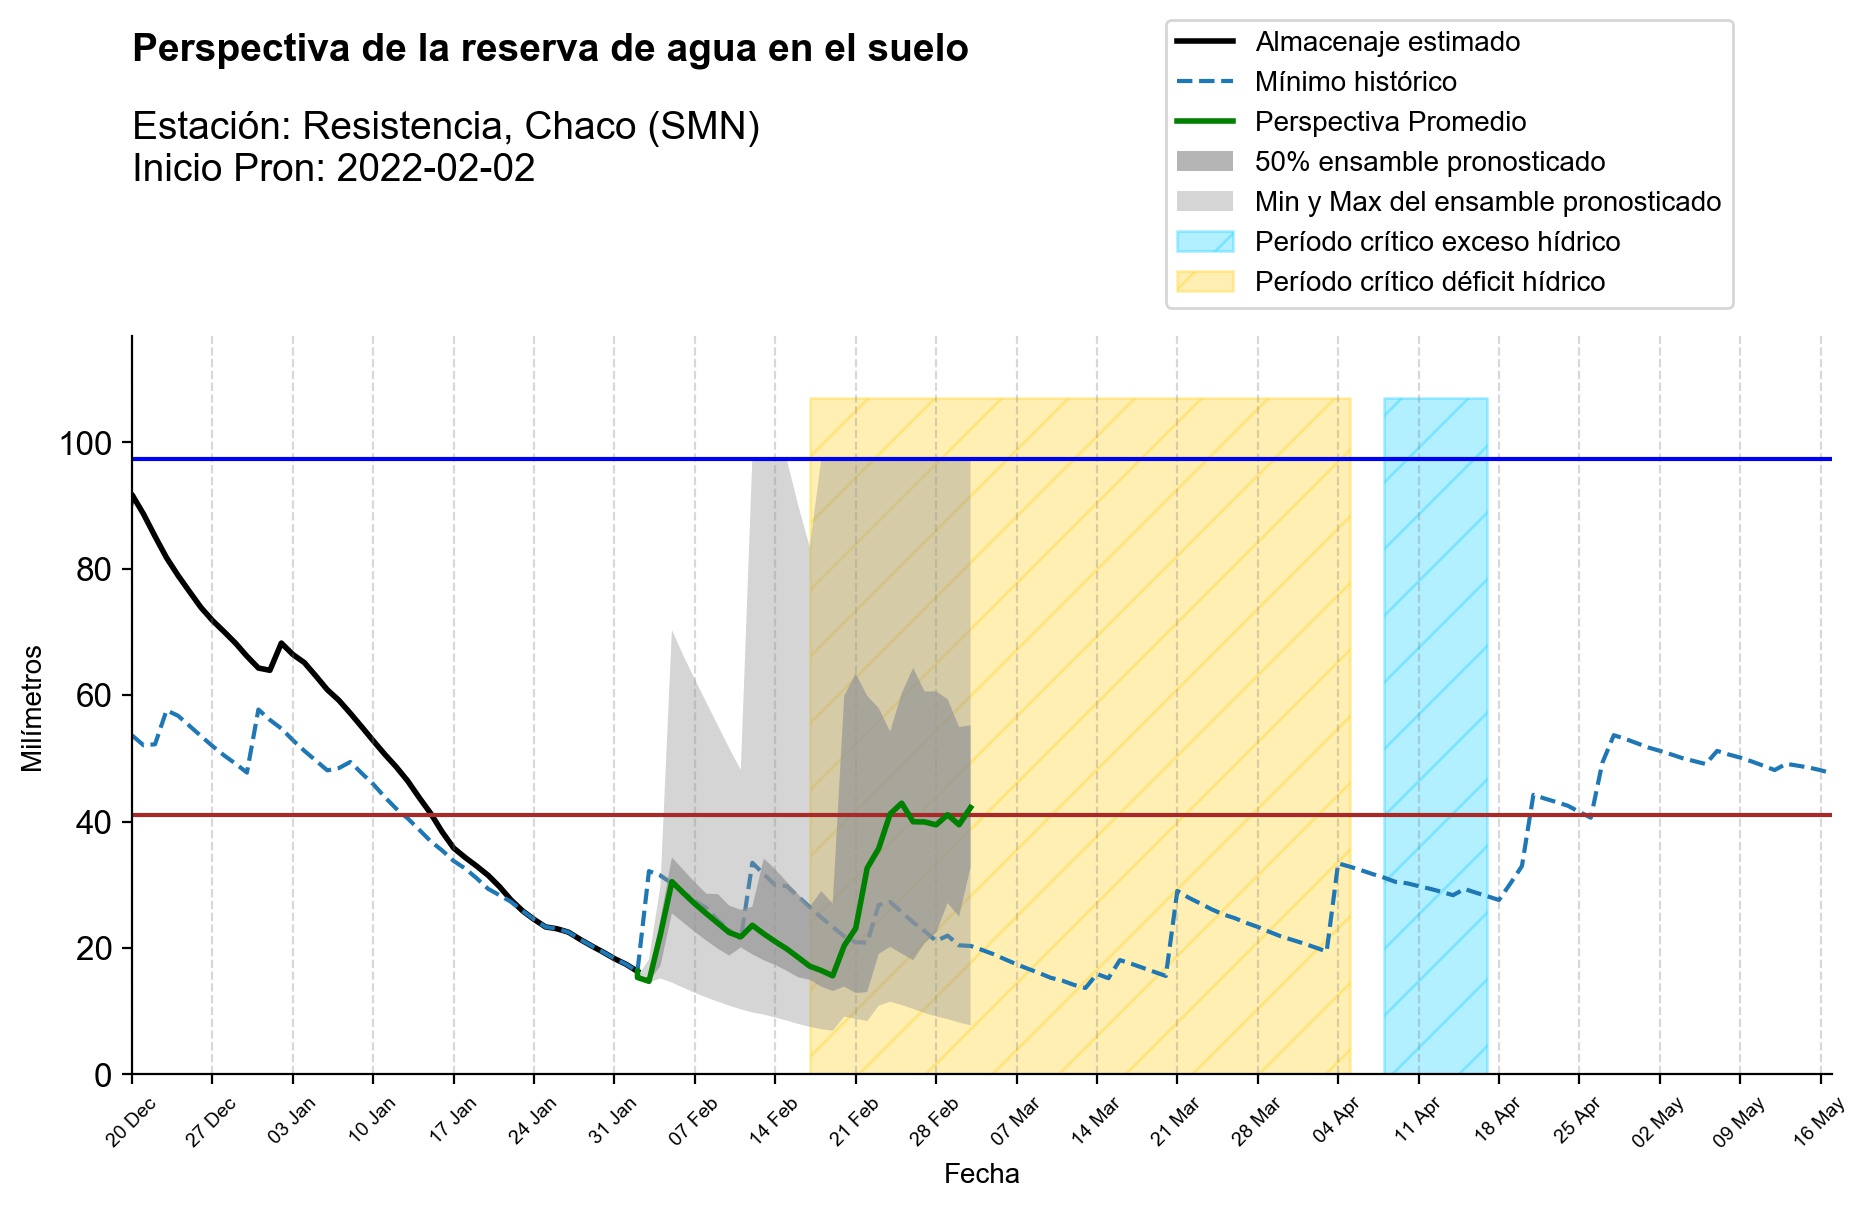 Perspectiva de la reserva de agua en el suelo
Estación: Resistencia, Chaco (SMN)
Inicio Pron: 2022-02-02
Almacenaje estimado
Mínimo histórico
Perspectiva Promedio
50% ensamble pronosticado
Min y Max del ensamble pronosticado
Período crítico exceso hídrico
Período crítico déficit hídrico
Milímetros
100
80
60
40
20
0
20 Dec
27 Dec
03 Jan
10 Jan
17 Jan
24 Jan
31 Jan
07 Feb
14 Feb
21 Feb
28 Feb
07 Mar
14 Mar
21 Mar
28 Mar
04 Apr
11 Apr
18 Apr
25 Apr
02 May
09 May
16 May
Fecha